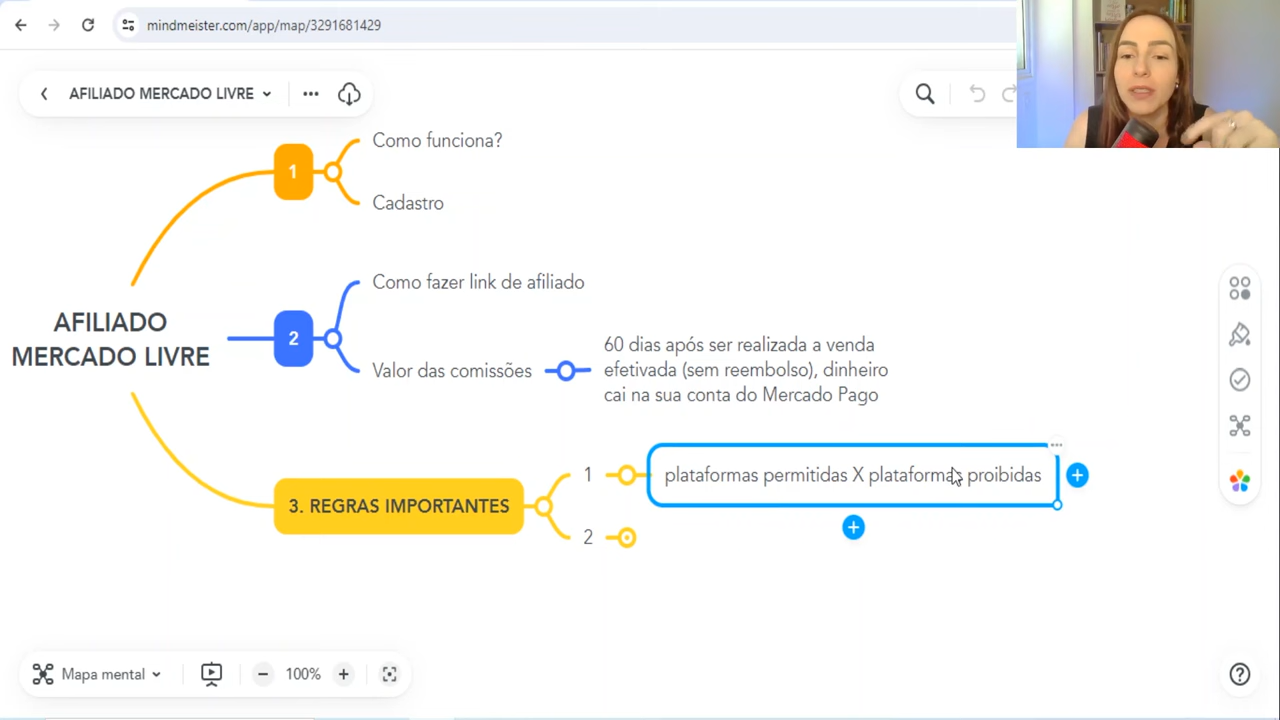 mindmeister.com/app/map/3291681429
AFILIADO MERCADO LIVRE
1
Como funciona?
Cadastro
AFILIADO
MERCADO LIVRE
2
Como fazer link de afiliado
Valor das comissões
60 dias após ser realizada a venda
efetivada (sem reembolso), dinheiro
cai na sua conta do Mercado Pago
3. REGRAS IMPORTANTES
1
plataformas permitidas X plataformas proibidas
2
Mapa mental
100%